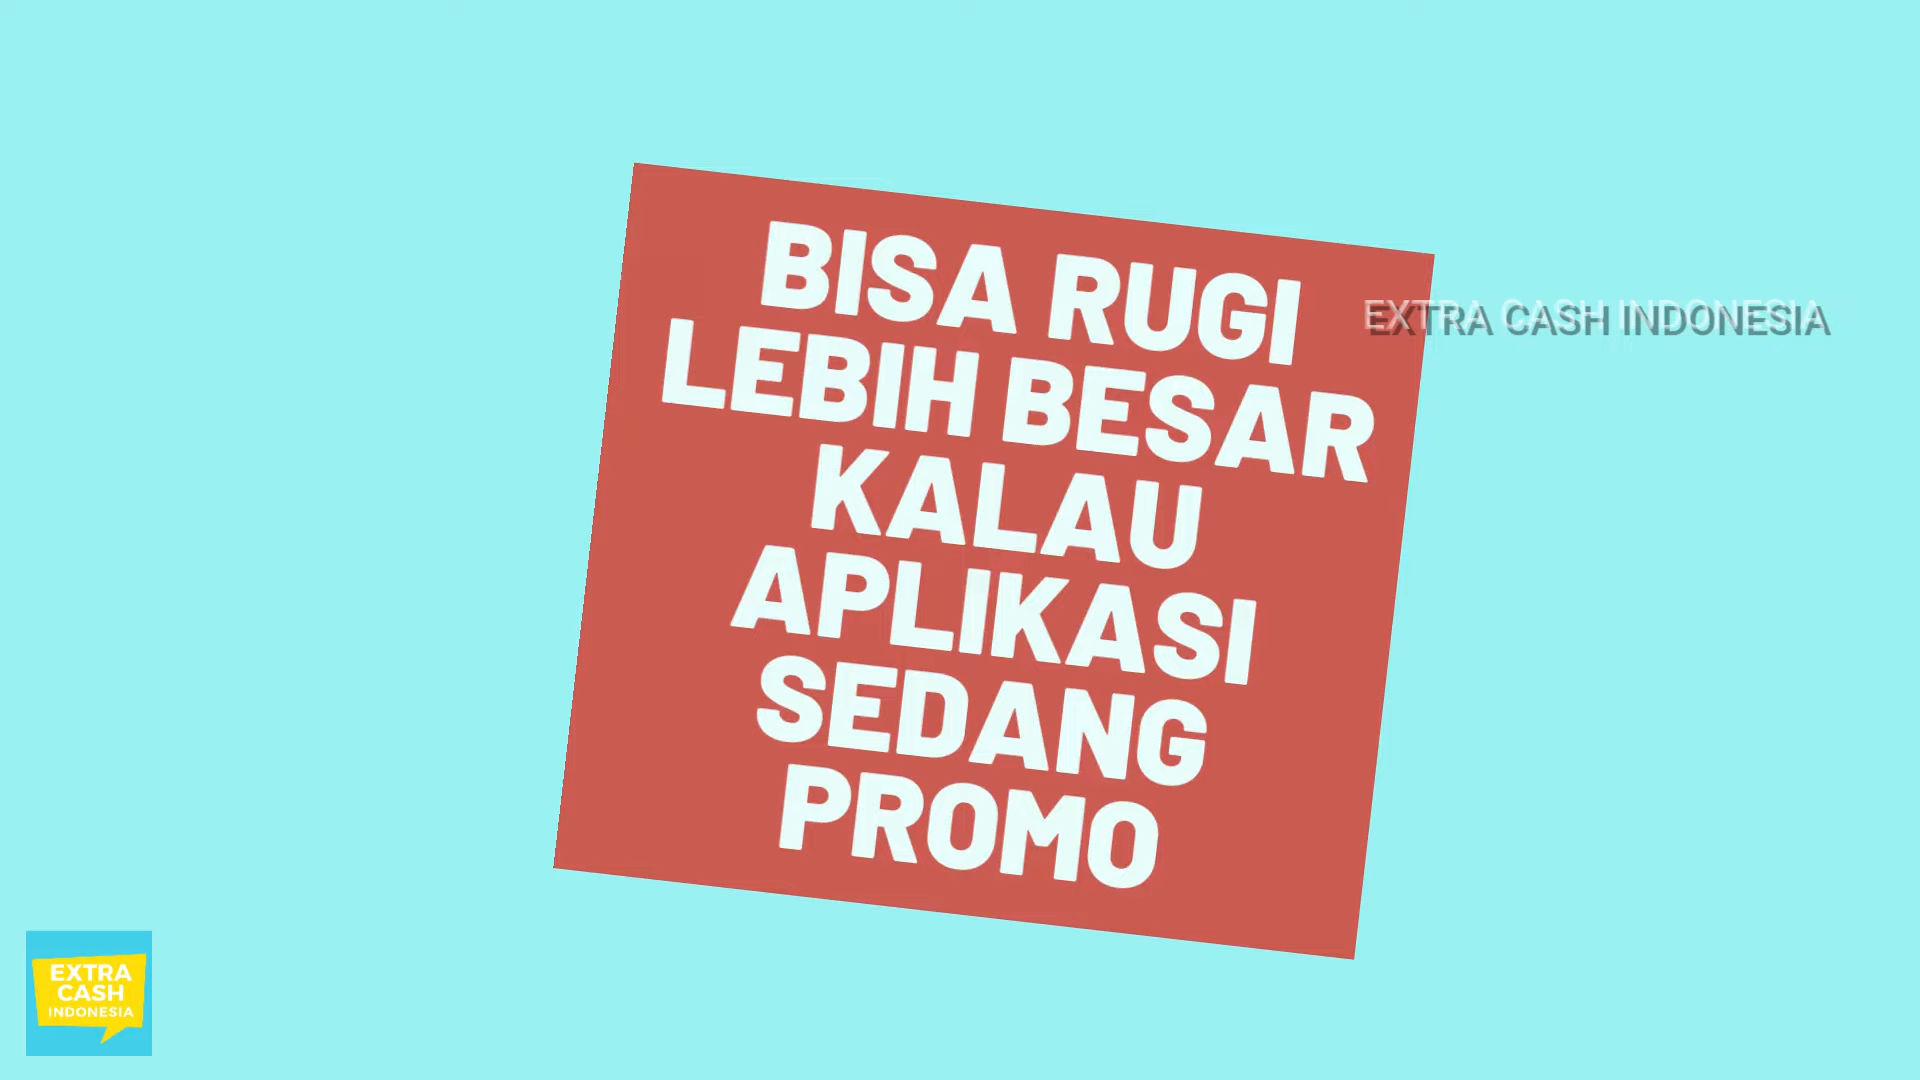 BISA RUGI
LEBIH BESAR
KALAU
APLIKASI
SEDANG
PROMO
EXTRA CASH INDONESIA
EXTRA
CASH
INDONESIA